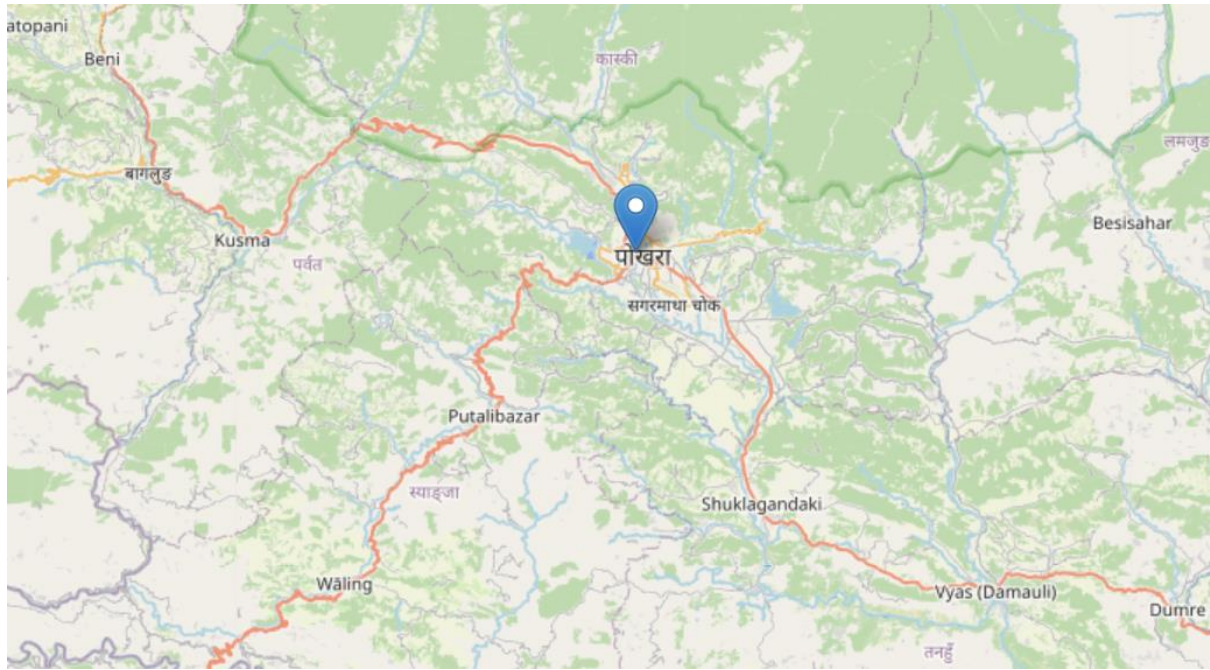 atopani
Beni
कास्की
लमजुङ
बागलुङ
Besisahar
Kusma
पर्वत
पोखरा
सगरमाथा चोक
Putalibazar
स्याङ्जा
Shuklagandaki
Wāling
Vyas (Damauli)
Dumre
तनहुँ